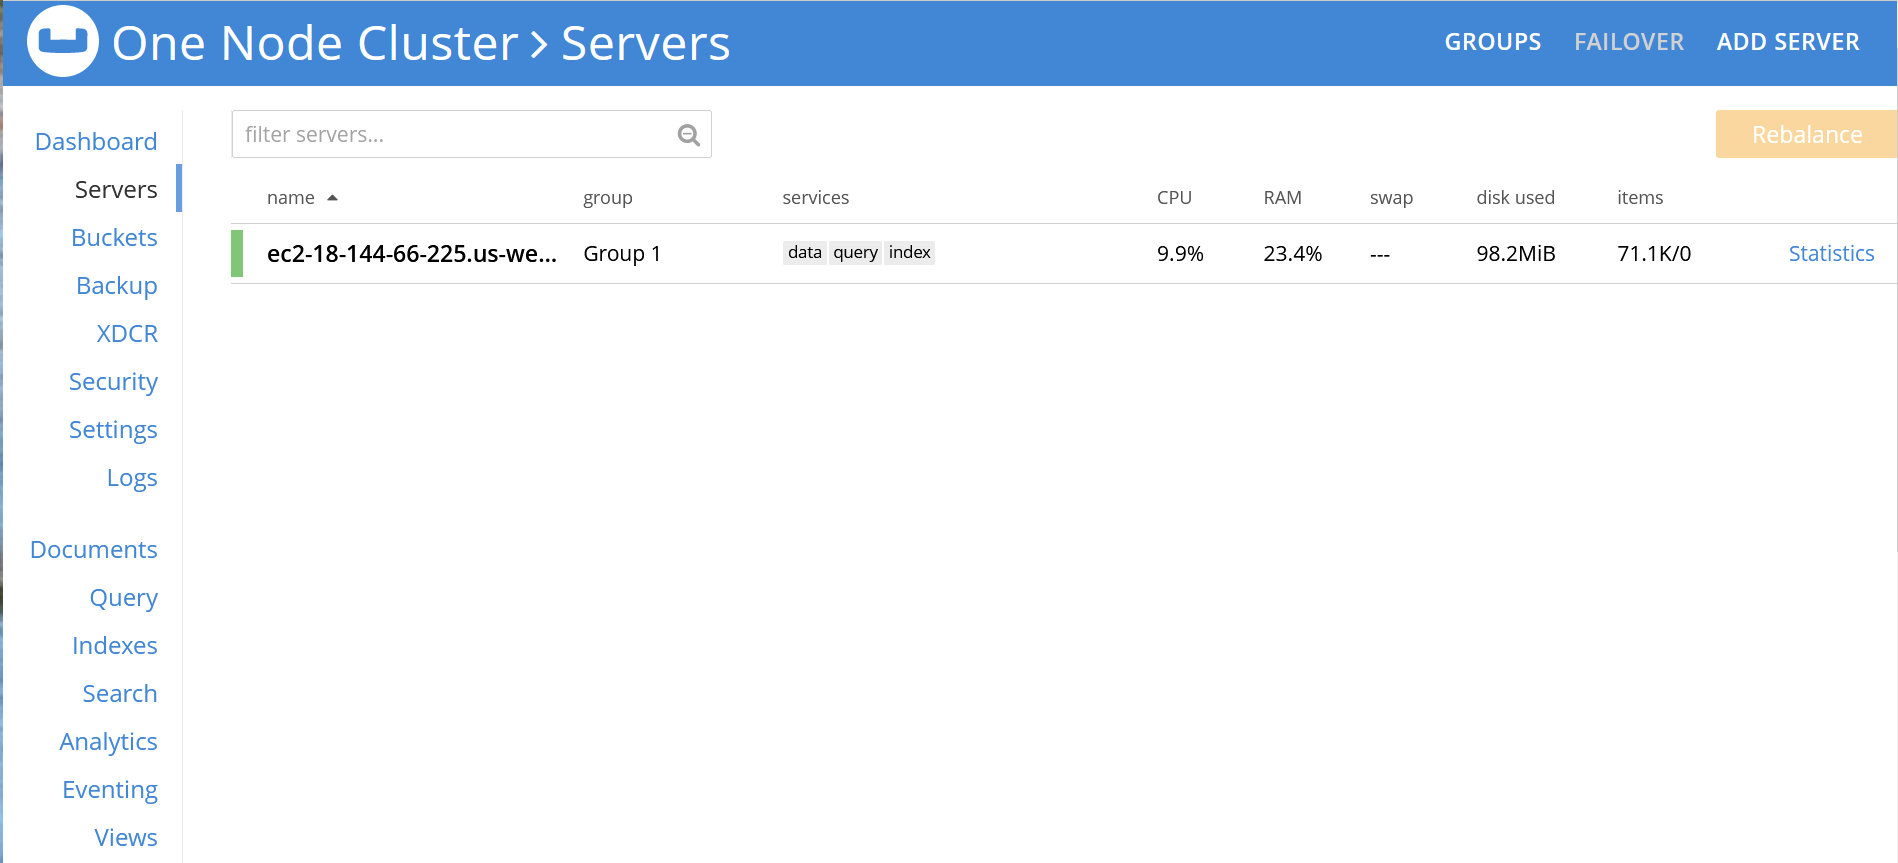 One Node Cluster > Servers
GROUPS FAILOVER ADD SERVER
Dashboard
Servers
Buckets
Backup
XDCR
Security
Settings
Logs
Documents
Query
Indexes
Search
Analytics
Eventing
Views
filter servers...
Rebalance
name group services CPU RAM swap disk used items
ec2-18-144-66-225.us-we... Group 1 data query index 9.9% 23.4% --- 98.2MiB 71.1K/0 Statistics